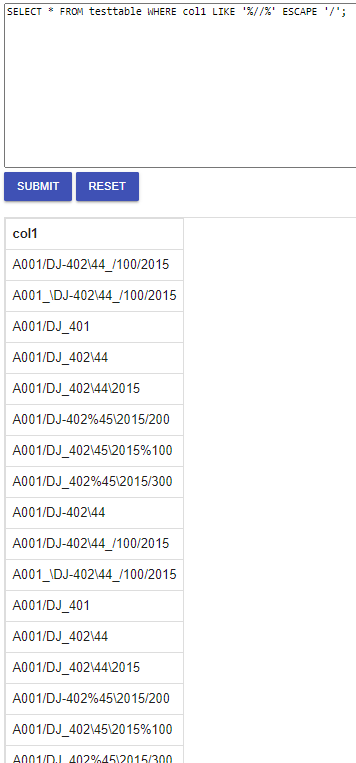 SELECT * FROM testtable WHERE col1 LIKE '%//%' ESCAPE '/';
SUBMIT RESET
col1
A001/DJ-402\44_/100/2015
A001_\DJ-402\44_/100/2015
A001/DJ_401
A001/DJ_402\44
A001/DJ_402\44\2015
A001/DJ-402%45\2015/200
A001/DJ_402\45\2015%100
A001/DJ_402%45\2015/300
A001/DJ-402\44
A001/DJ-402\44_/100/2015
A001_\DJ-402\44_/100/2015
A001/DJ_401
A001/DJ_402\44
A001/DJ_402\44\2015
A001/DJ-402%45\2015/200
A001/DJ_402\45\2015%100
A001/DJ_402%45\2015/300